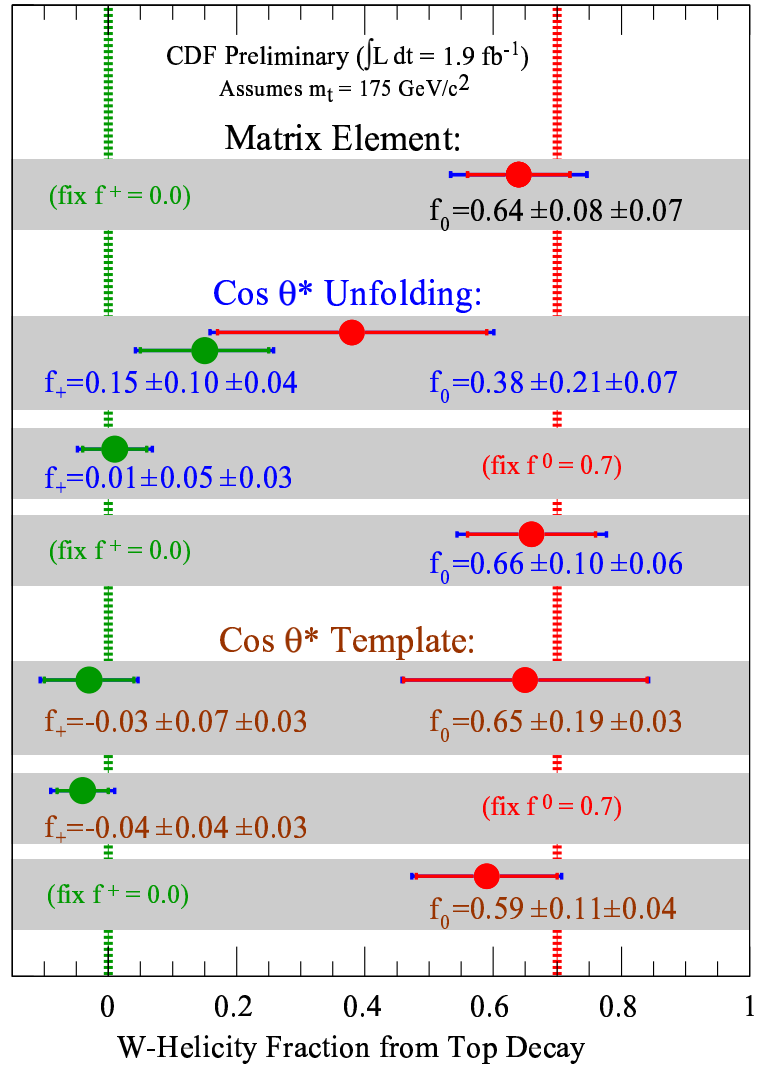 CDF Preliminary (∫L dt = 1.9 fb⁻¹)
Assumes mₜ = 175 GeV/c²
Matrix Element:
(fix f⁺ = 0.0)
f₀=0.64 ±0.08 ±0.07
Cos θ* Unfolding:
f₊=0.15 ±0.10 ±0.04 f₀=0.38 ±0.21 ±0.07
f₊=0.01 ±0.05 ±0.03 (fix f⁰ = 0.7)
(fix f⁺ = 0.0) f₀=0.66 ±0.10 ±0.06
Cos θ* Template:
f₊=-0.03 ±0.07 ±0.03 f₀=0.65 ±0.19 ±0.03
f₊=-0.04 ±0.04 ±0.03 (fix f⁰ = 0.7)
(fix f⁺ = 0.0) f₀=0.59 ±0.11 ±0.04
0 0.2 0.4 0.6 0.8 1
W-Helicity Fraction from Top Decay